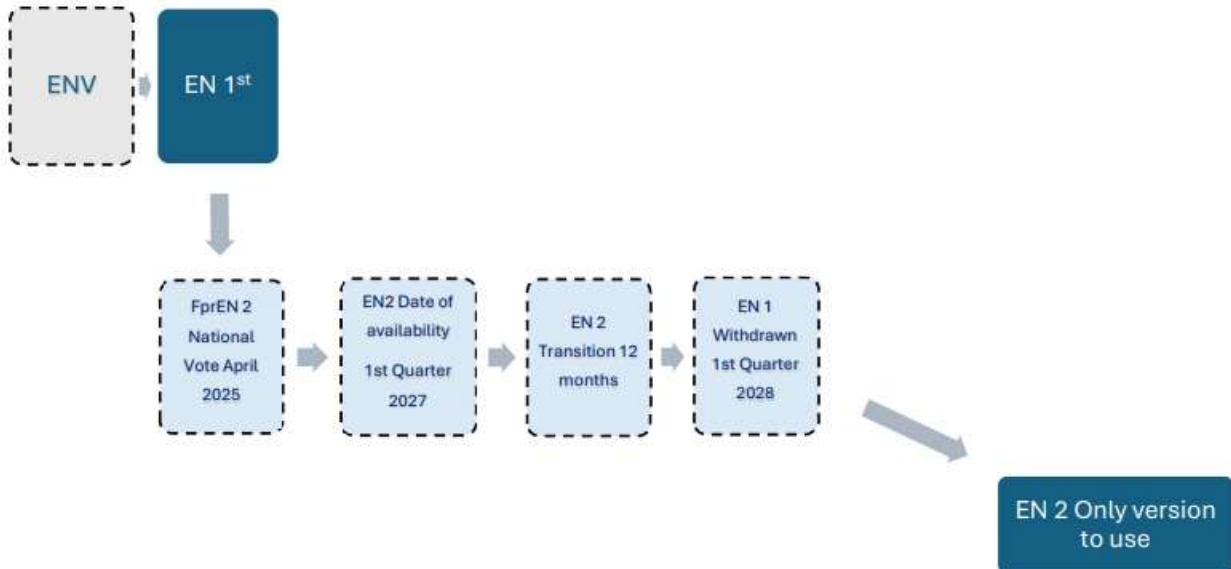 ENV
EN 1st
FprEN 2
National
Vote April
2025
EN2 Date of
availability
1st Quarter
2027
EN 2
Transition 12
months
EN 1
Withdrawn
1st Quarter
2028
EN 2 Only version
to use